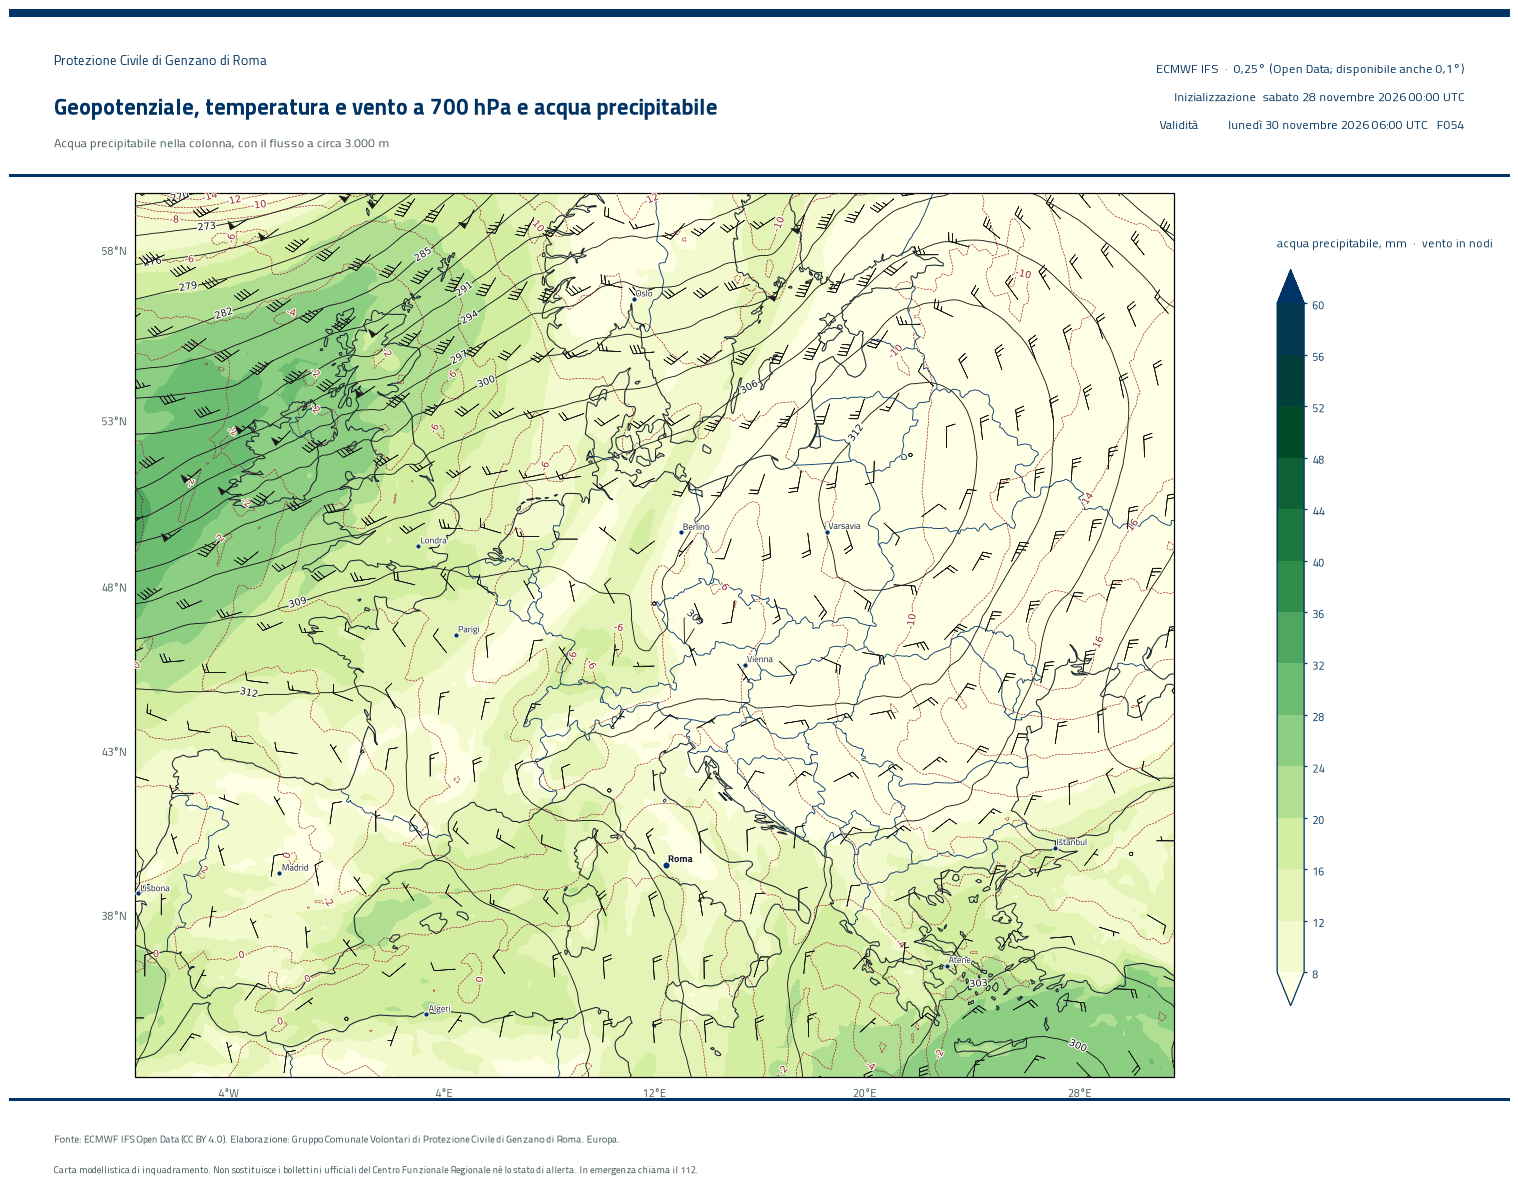 Protezione Civile di Genzano di Roma
Geopotenziale, temperatura e vento a 700 hPa e acqua precipitabile
Acqua precipitabile nella colonna, con il flusso a circa 3.000 m
ECMWF IFS · 0,25° (Open Data; disponibile anche 0,1°)
Inizializzazione sabato 28 novembre 2026 00:00 UTC
Validità lunedì 30 novembre 2026 06:00 UTC F054
acqua precipitabile, mm · vento in nodi
60
56
52
48
44
40
36
32
28
24
20
16
12
8
58°N
53°N
48°N
43°N
38°N
4°W
4°E
12°E
20°E
28°E
Oslo
Berlino
Varsavia
Londra
Parigi
Vienna
Roma
Madrid
Lisbona
Istanbul
Atene
Algeri
273
279
282
285
291
294
297
300
306
312
309
312
303
300
Fonte: ECMWF IFS Open Data (CC BY 4.0). Elaborazione: Gruppo Comunale Volontari di Protezione Civile di Genzano di Roma. Europa.
Carta modellistica di inquadramento. Non sostituisce i bollettini ufficiali del Centro Funzionale Regionale né lo stato di allerta. In emergenza chiama il 112.